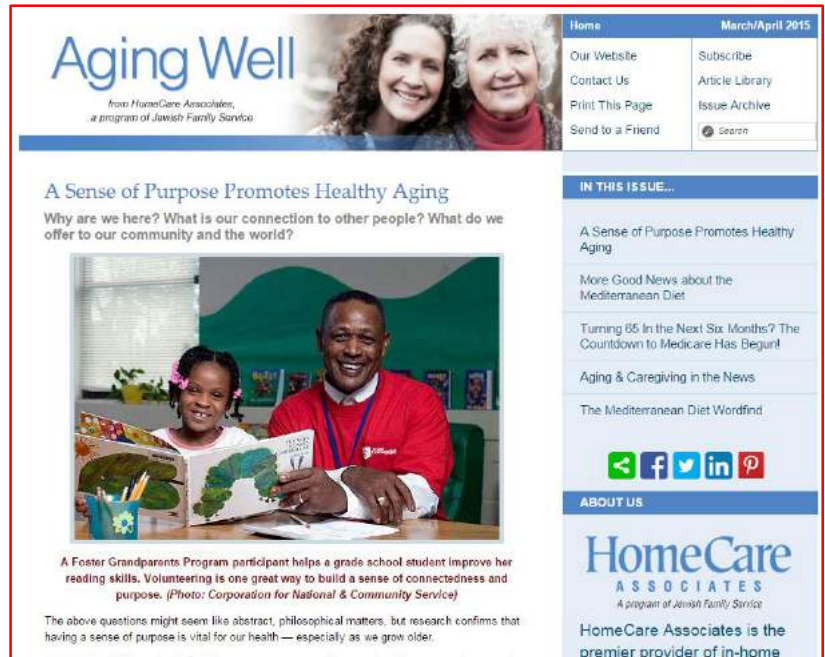 Aging Well
from HomeCare Associates,
a program of Jewish Family Service
Home
March/April 2015
Our Website
Contact Us
Print This Page
Send to a Friend
Subscribe
Article Library
Issue Archive
Search
A Sense of Purpose Promotes Healthy Aging
Why are we here? What is our connection to other people? What do we
offer to our community and the world?
A Foster Grandparents Program participant helps a grade school student improve her
reading skills. Volunteering is one great way to build a sense of connectedness and
purpose. (Photo: Corporation for National & Community Service)
The above questions might seem like abstract, philosophical matters, but research confirms that
having a sense of purpose is vital for our health — especially as we grow older.
IN THIS ISSUE...
A Sense of Purpose Promotes Healthy
Aging
More Good News about the
Mediterranean Diet
Turning 65 In the Next Six Months? The
Countdown to Medicare Has Begun!
Aging & Caregiving in the News
The Mediterranean Diet Wordfind
f
in
ABOUT US
HomeCare
ASSOCIATES
A program of Jewish Family Service
HomeCare Associates is the
premier provider of in-home